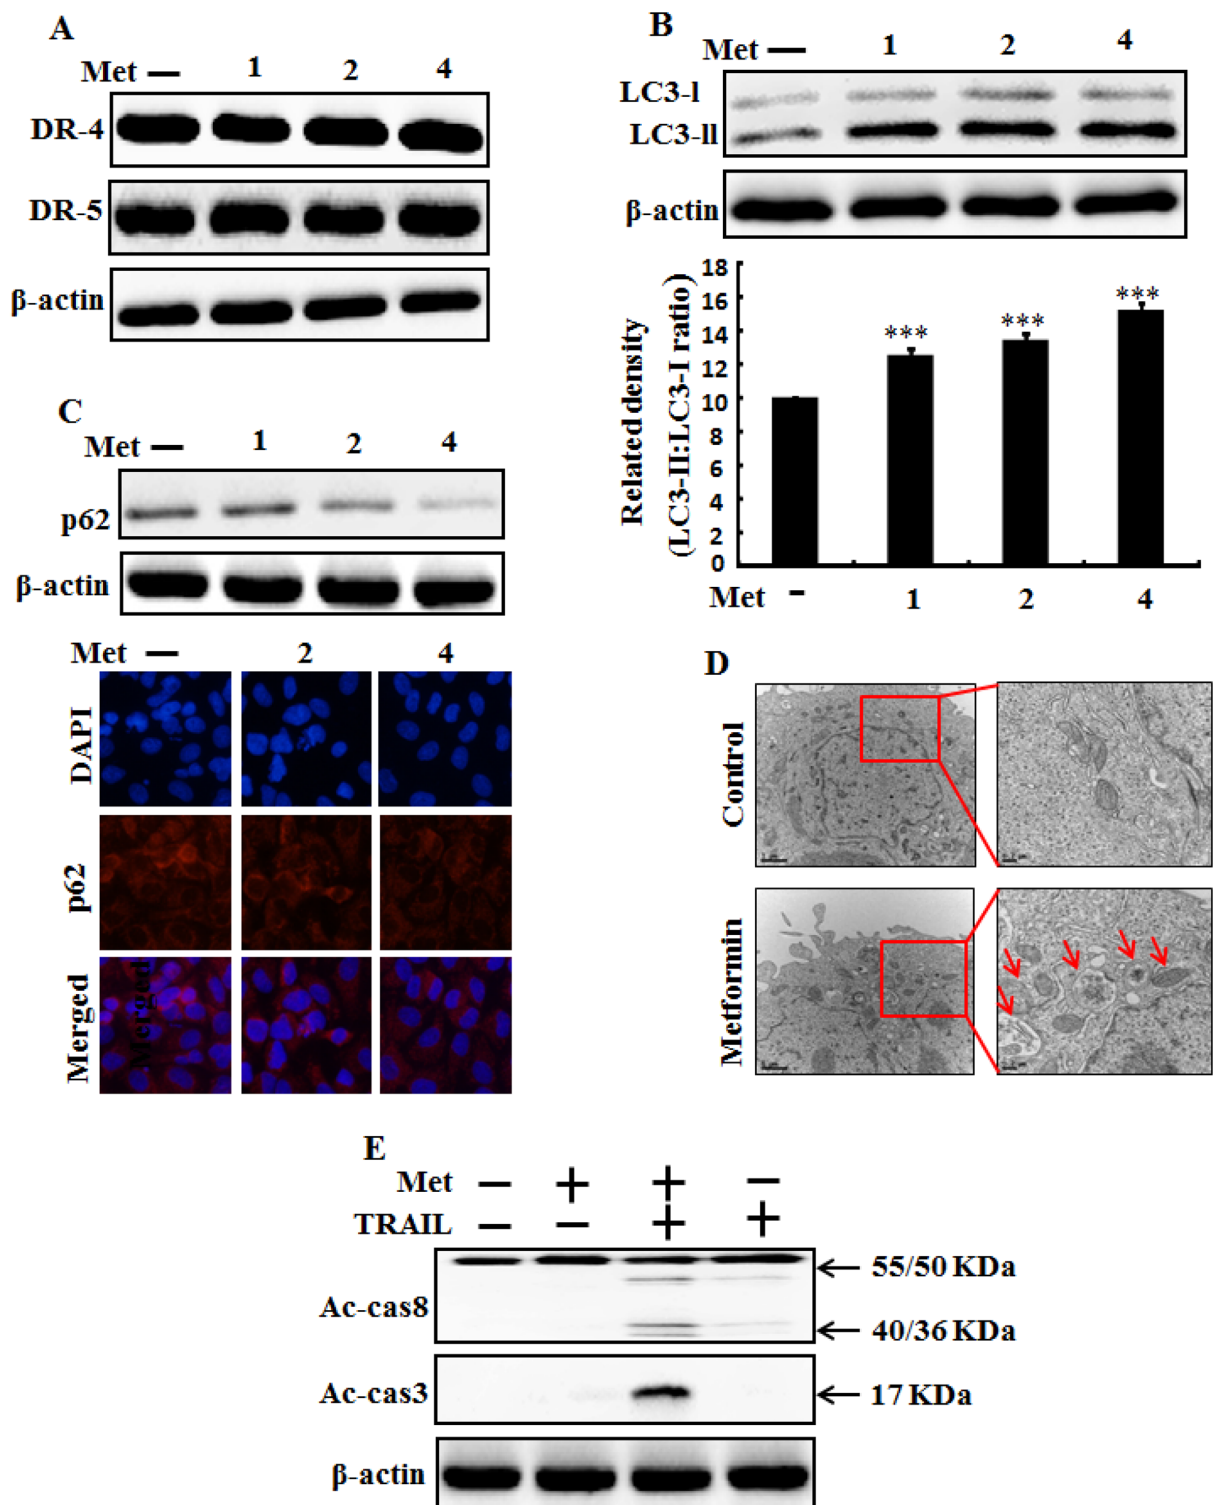 A
Met — 1 2 4
DR-4
DR-5
β-actin
B
Met — 1 2 4
LC3-l
LC3-ll
β-actin
Related density
(LC3-II:LC3-I ratio)
18
16
14
12
10
8
6
4
2
0
*** *** ***
Met - 1 2 4
C
Met — 1 2 4
p62
β-actin
Met — 2 4
DAPI
p62
Merged
Merged
D
Control
Metformin
E
Met — + + —
TRAIL — — + +
Ac-cas8
55/50 KDa
40/36 KDa
Ac-cas3
17 KDa
β-actin